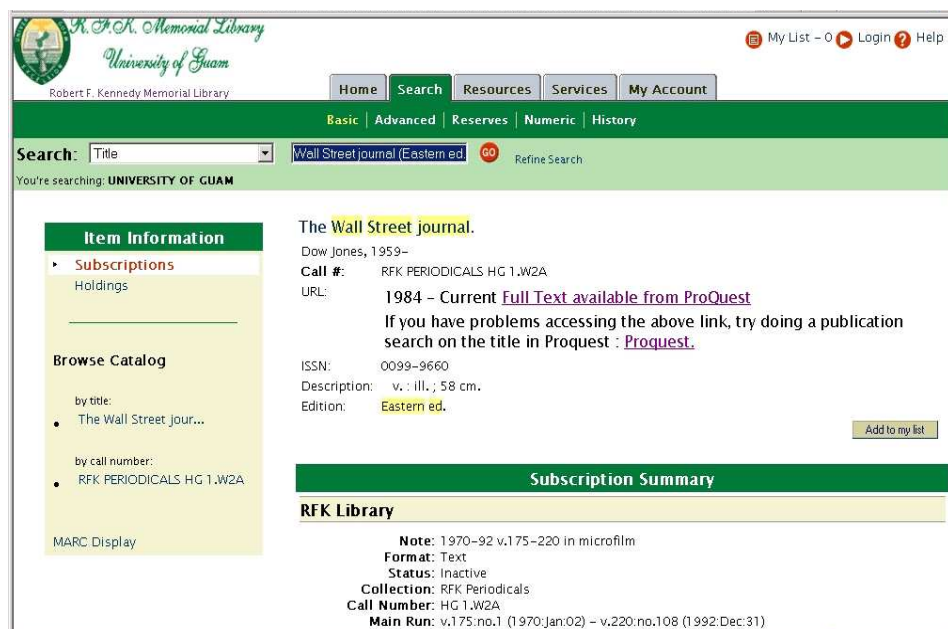 R. F. K. Memorial Library
University of Guam
Robert F. Kennedy Memorial Library
My List – 0 Login Help
Home Search Resources Services My Account
Basic | Advanced | Reserves | Numeric | History
Search: Title Wall Street journal (Eastern ed. GO Refine Search
You're searching: UNIVERSITY OF GUAM
Item Information
Subscriptions
Holdings
Browse Catalog
by title:
The Wall Street jour...
by call number:
RFK PERIODICALS HG 1.W2A
MARC Display
The Wall Street journal.
Dow Jones, 1959–
Call #: RFK PERIODICALS HG 1.W2A
URL: 1984 – Current Full Text available from ProQuest
If you have problems accessing the above link, try doing a publication
search on the title in Proquest : Proquest.
ISSN: 0099–9660
Description: v. : ill. ; 58 cm.
Edition: Eastern ed.
Add to my list
Subscription Summary
RFK Library
Note: 1970–92 v.175–220 in microfilm
Format: Text
Status: Inactive
Collection: RFK Periodicals
Call Number: HG 1.W2A
Main Run: v.175:no.1 (1970:Jan:02) – v.220:no.108 (1992:Dec:31)